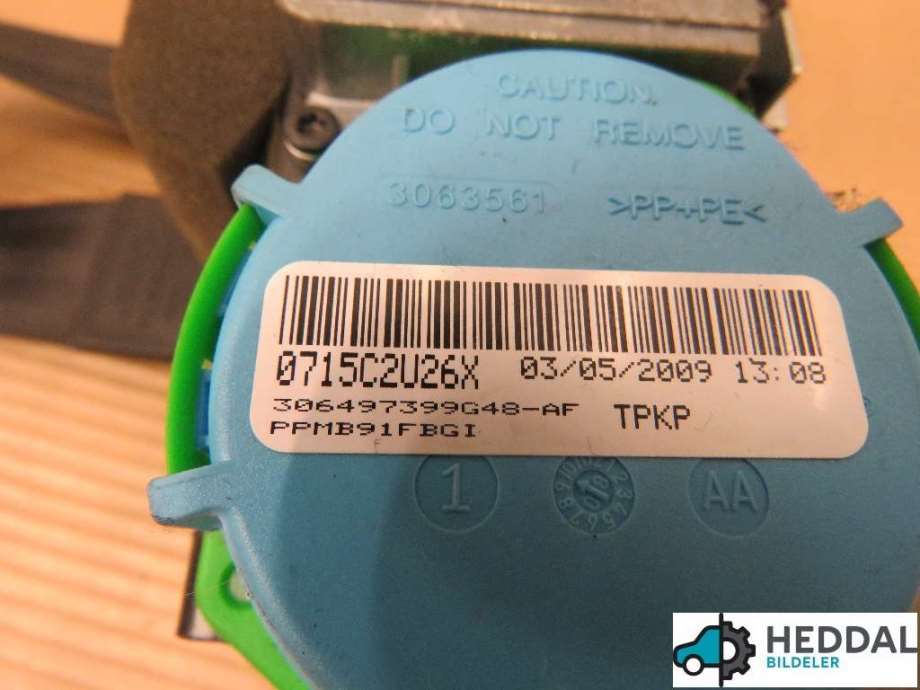 CAUTION
DO NOT REMOVE
3063561 >PP+PE<
0715C2U26X 03/05/2009 13:08
306497399G48-AF TPKP
PPMB91FBGI
1 AA
HEDDAL
BILDELER